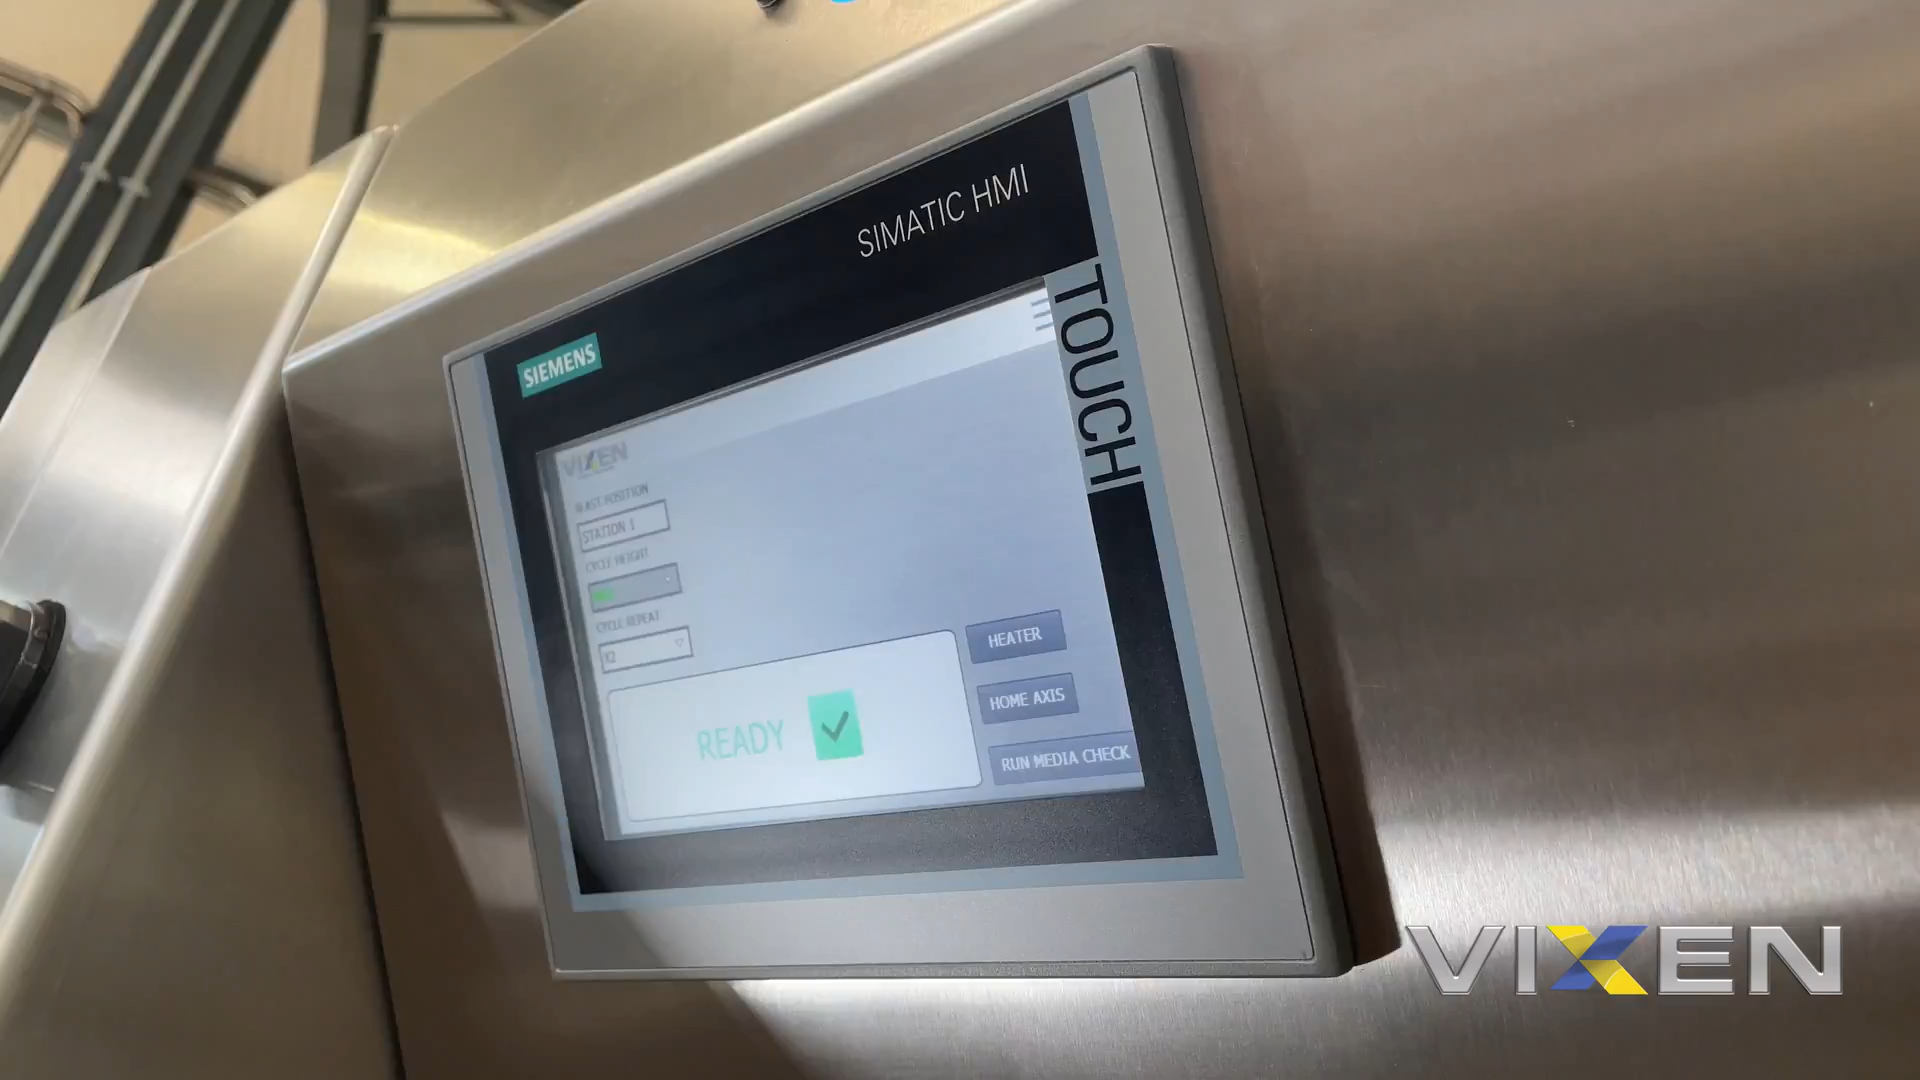 SIMATIC HMI
SIEMENS
TOUCH
VIXEN
BLAST POSITION
STATION 1
CYCLE HEIGHT
CYCLE REPEAT
X2
READY
HEATER
HOME AXIS
RUN MEDIA CHECK
VIXEN